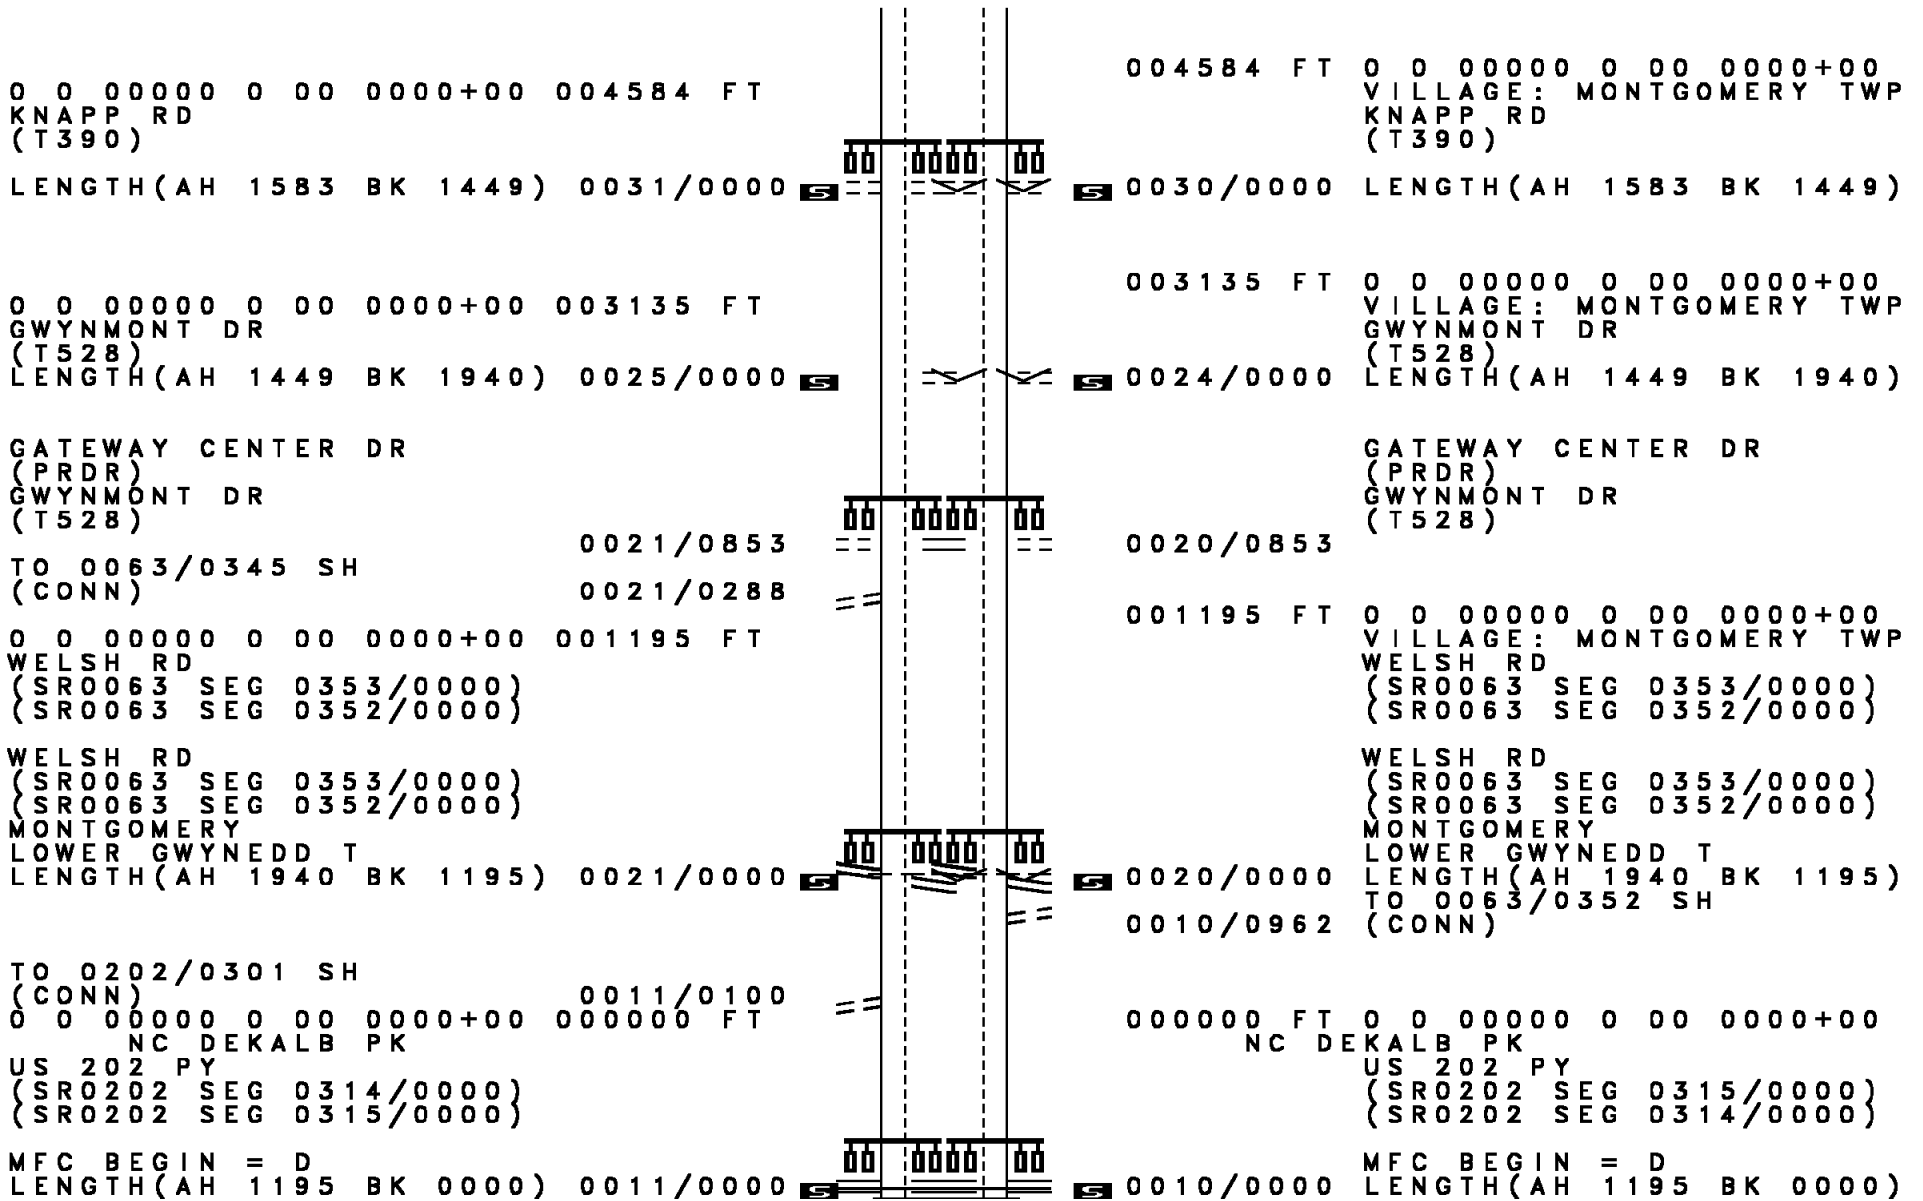 0 0 00000 0 00 0000+00 004584 FT
KNAPP RD
(T390)
LENGTH(AH 1583 BK 1449) 0031/0000 S
0 0 00000 0 00 0000+00 003135 FT
GWYNMONT DR
(T528)
LENGTH(AH 1449 BK 1940) 0025/0000 S
GATEWAY CENTER DR
(PRDR)
GWYNMONT DR
(T528)
0021/0853
TO 0063/0345 SH
(CONN) 0021/0288
0 0 00000 0 00 0000+00 001195 FT
WELSH RD
(SR0063 SEG 0353/0000)
(SR0063 SEG 0352/0000)
WELSH RD
(SR0063 SEG 0353/0000)
(SR0063 SEG 0352/0000)
MONTGOMERY
LOWER GWYNEDD T
LENGTH(AH 1940 BK 1195) 0021/0000 S
TO 0202/0301 SH
(CONN) 0011/0100
0 0 00000 0 00 0000+00 000000 FT
NC DEKALB PK
US 202 PY
(SR0202 SEG 0314/0000)
(SR0202 SEG 0315/0000)
MFC BEGIN = D
LENGTH(AH 1195 BK 0000) 0011/0000 S
004584 FT 0 0 00000 0 00 0000+00
VILLAGE: MONTGOMERY TWP
KNAPP RD
(T390)
S 0030/0000 LENGTH(AH 1583 BK 1449)
003135 FT 0 0 00000 0 00 0000+00
VILLAGE: MONTGOMERY TWP
GWYNMONT DR
(T528)
S 0024/0000 LENGTH(AH 1449 BK 1940)
GATEWAY CENTER DR
(PRDR)
GWYNMONT DR
(T528)
0020/0853
001195 FT 0 0 00000 0 00 0000+00
VILLAGE: MONTGOMERY TWP
WELSH RD
(SR0063 SEG 0353/0000)
(SR0063 SEG 0352/0000)
WELSH RD
(SR0063 SEG 0353/0000)
(SR0063 SEG 0352/0000)
MONTGOMERY
LOWER GWYNEDD T
S 0020/0000 LENGTH(AH 1940 BK 1195)
TO 0063/0352 SH
0010/0962 (CONN)
000000 FT 0 0 00000 0 00 0000+00
NC DEKALB PK
US 202 PY
(SR0202 SEG 0315/0000)
(SR0202 SEG 0314/0000)
MFC BEGIN = D
S 0010/0000 LENGTH(AH 1195 BK 0000)